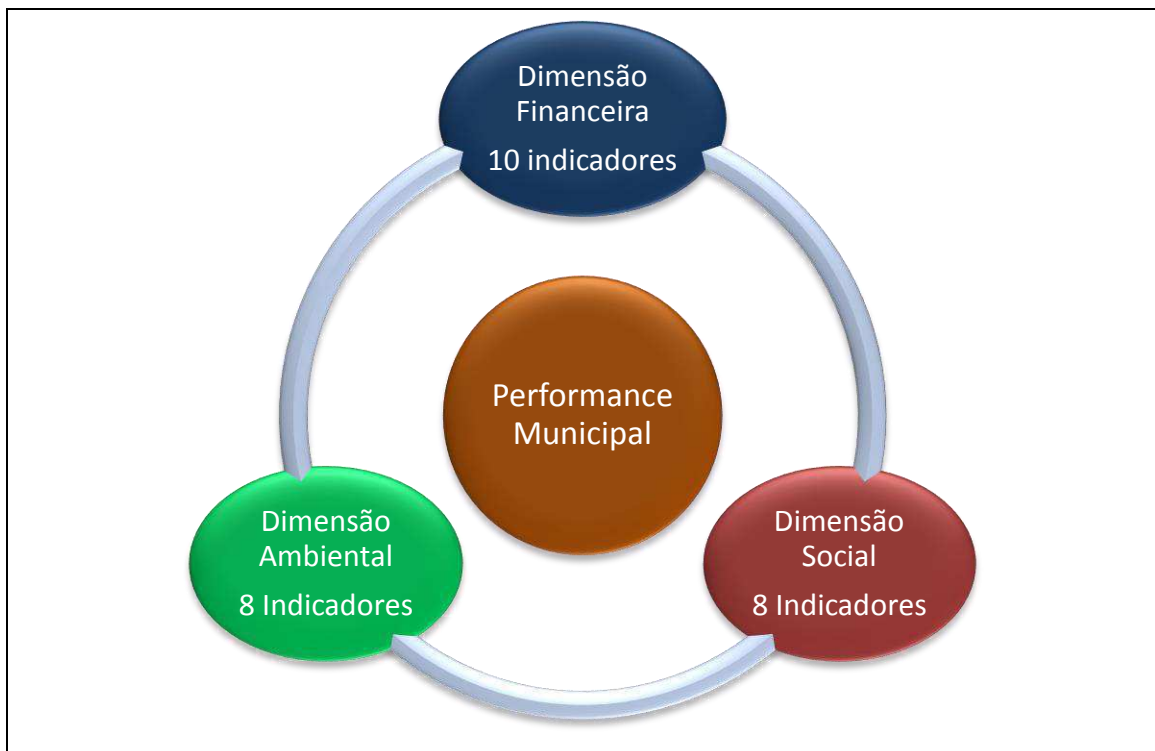 Dimensão
Financeira
10 indicadores
Performance
Municipal
Dimensão
Ambiental
8 Indicadores
Dimensão
Social
8 Indicadores